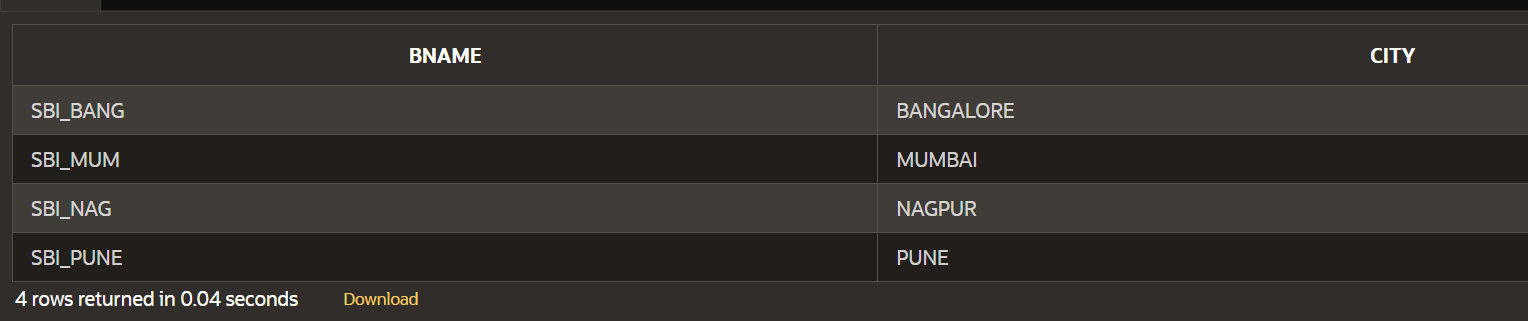 BNAME CITY
SBI_BANG BANGALORE
SBI_MUM MUMBAI
SBI_NAG NAGPUR
SBI_PUNE PUNE
4 rows returned in 0.04 seconds Download